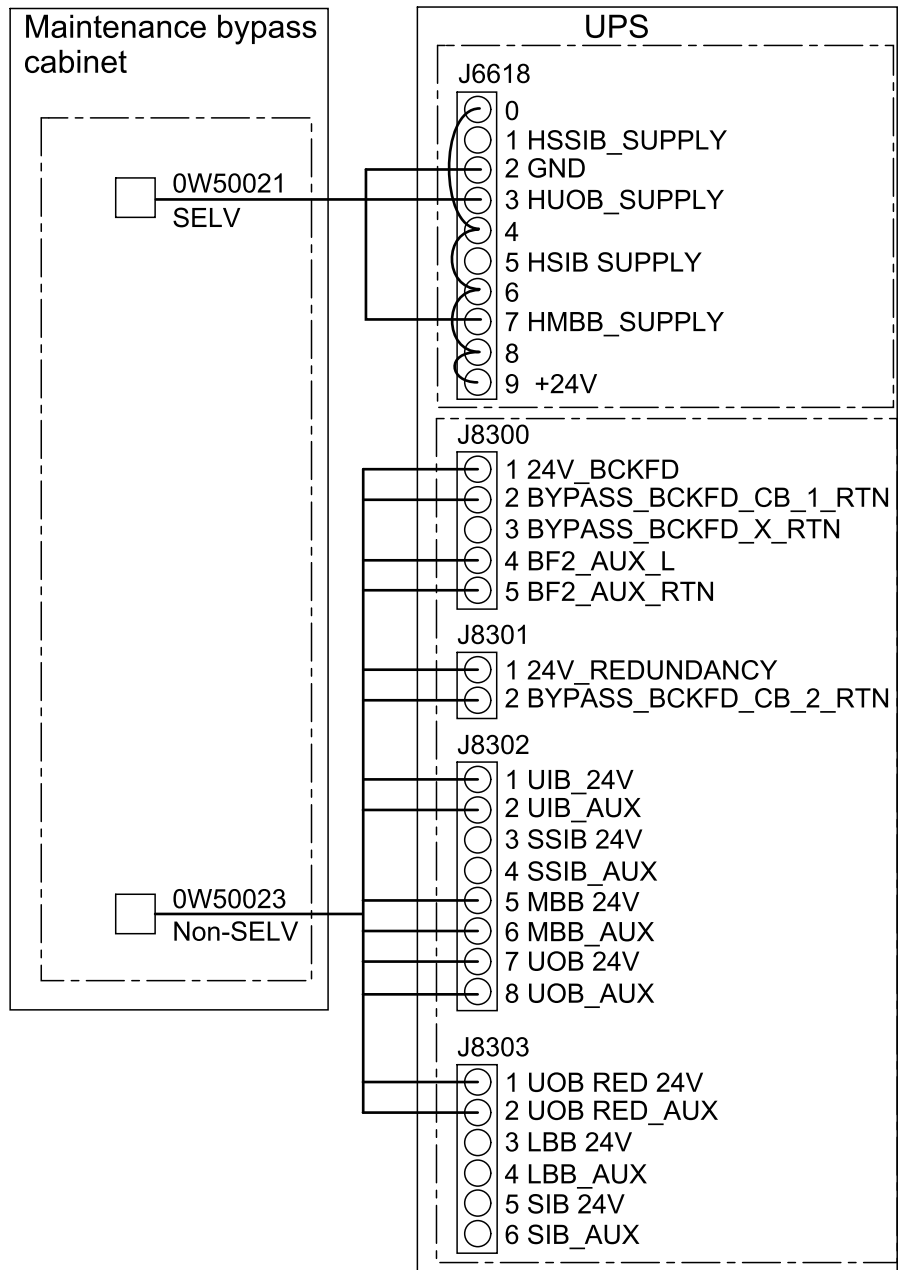 Maintenance bypass
cabinet
0W50021
SELV
0W50023
Non-SELV
UPS
J6618
0
1 HSSIB_SUPPLY
2 GND
3 HUOB_SUPPLY
4
5 HSIB SUPPLY
6
7 HMBB_SUPPLY
8
9 +24V
J8300
1 24V_BCKFD
2 BYPASS_BCKFD_CB_1_RTN
3 BYPASS_BCKFD_X_RTN
4 BF2_AUX_L
5 BF2_AUX_RTN
J8301
1 24V_REDUNDANCY
2 BYPASS_BCKFD_CB_2_RTN
J8302
1 UIB_24V
2 UIB_AUX
3 SSIB 24V
4 SSIB_AUX
5 MBB 24V
6 MBB_AUX
7 UOB 24V
8 UOB_AUX
J8303
1 UOB RED 24V
2 UOB RED_AUX
3 LBB 24V
4 LBB_AUX
5 SIB 24V
6 SIB_AUX